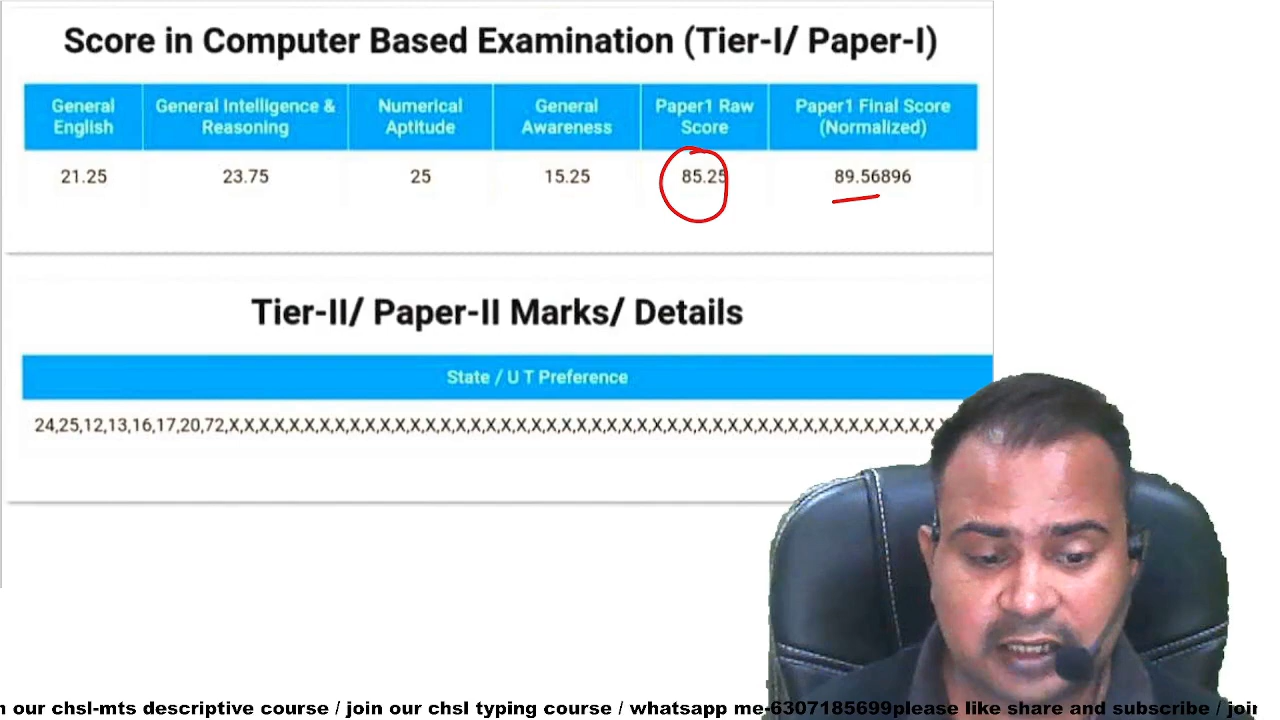 Score in Computer Based Examination (Tier-I/ Paper-I)
General English
General Intelligence & Reasoning
Numerical Aptitude
General Awareness
Paper1 Raw Score
Paper1 Final Score (Normalized)
21.25 23.75 25 15.25 85.25 89.56896
Tier-II/ Paper-II Marks/ Details
State / U T Preference
24,25,12,13,16,17,20,72,X,X,X,X,X,X,X,X,X,X,X,X,X,X,X,X,X,X,X,X,X,X,X,X,X,X,X,X,X,X,X,X,X,X,X,X,X,X,X,X,X,X,X,X,X,X,X
our chsl-mts descriptive course / join our chsl typing course / whatsapp me-6307185699please like share and subscribe /